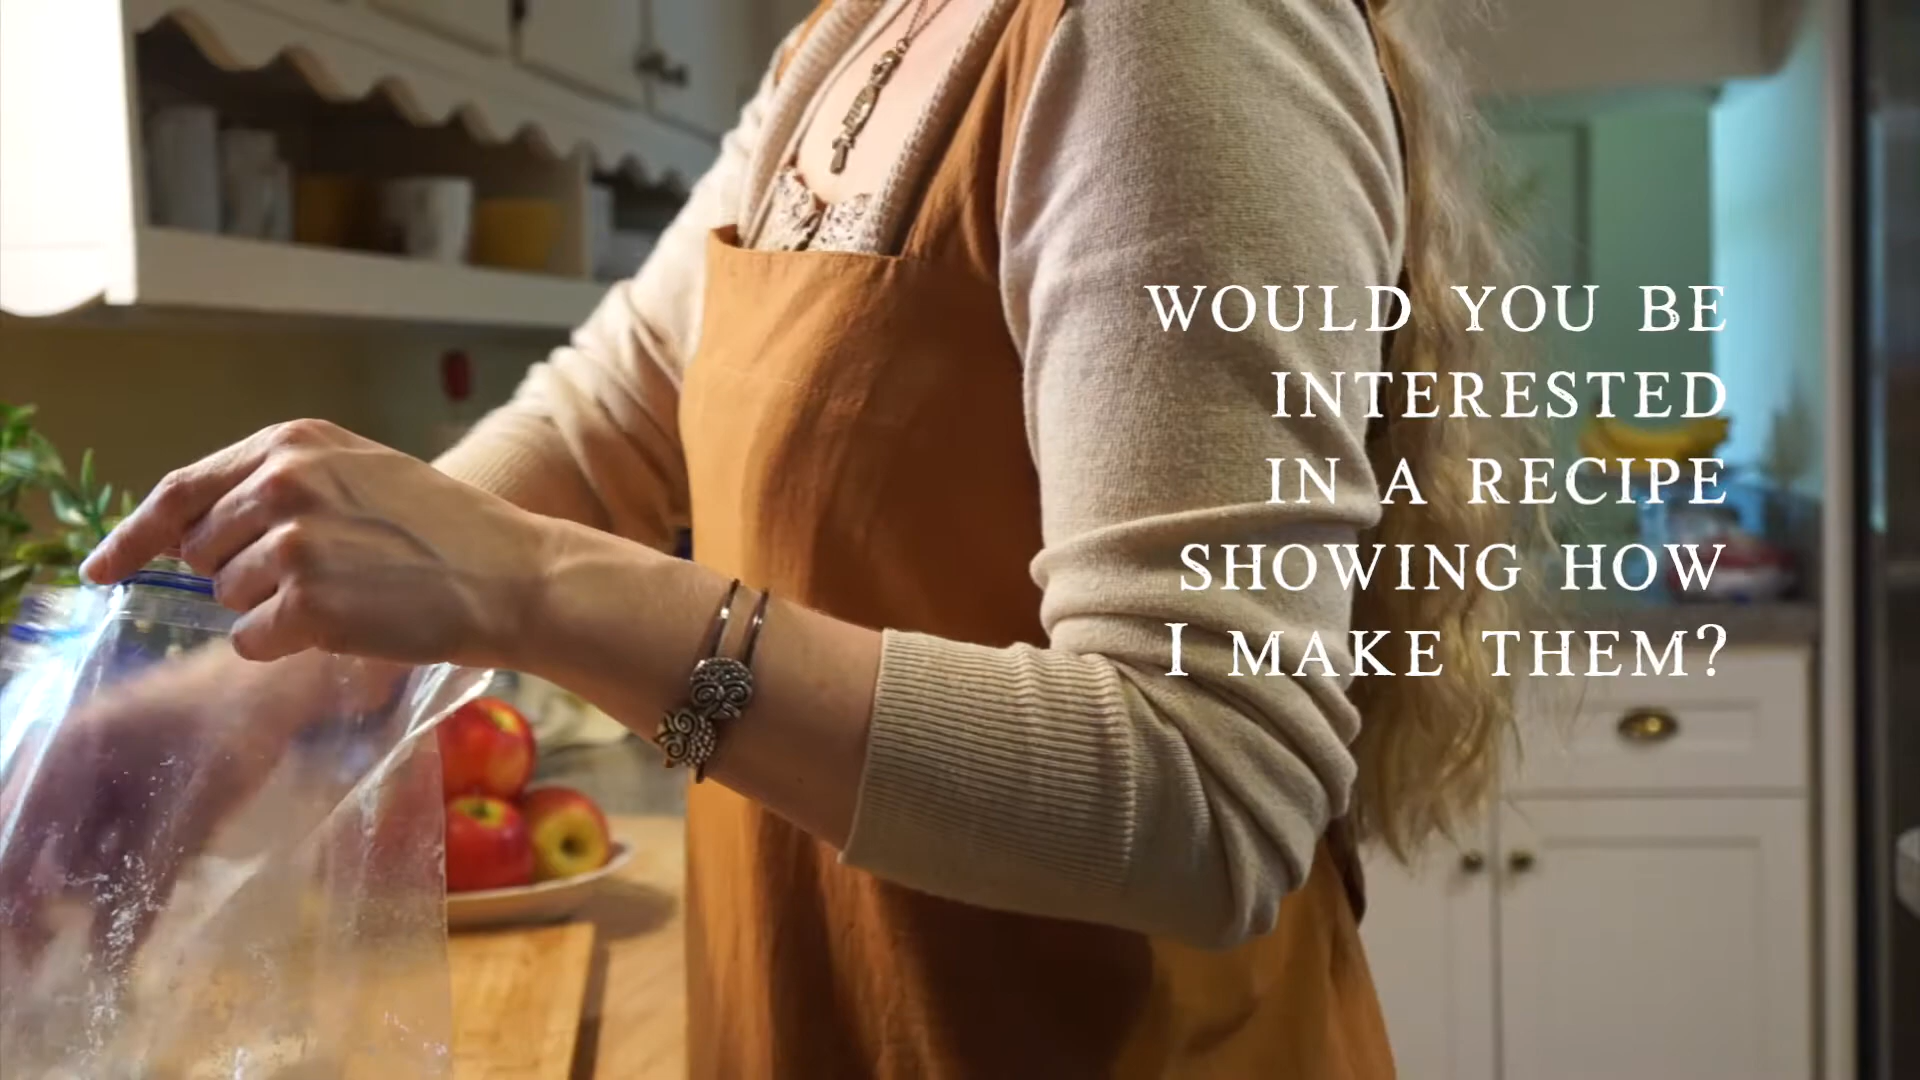 WOULD YOU BE
INTERESTED
IN A RECIPE
SHOWING HOW
I MAKE THEM?